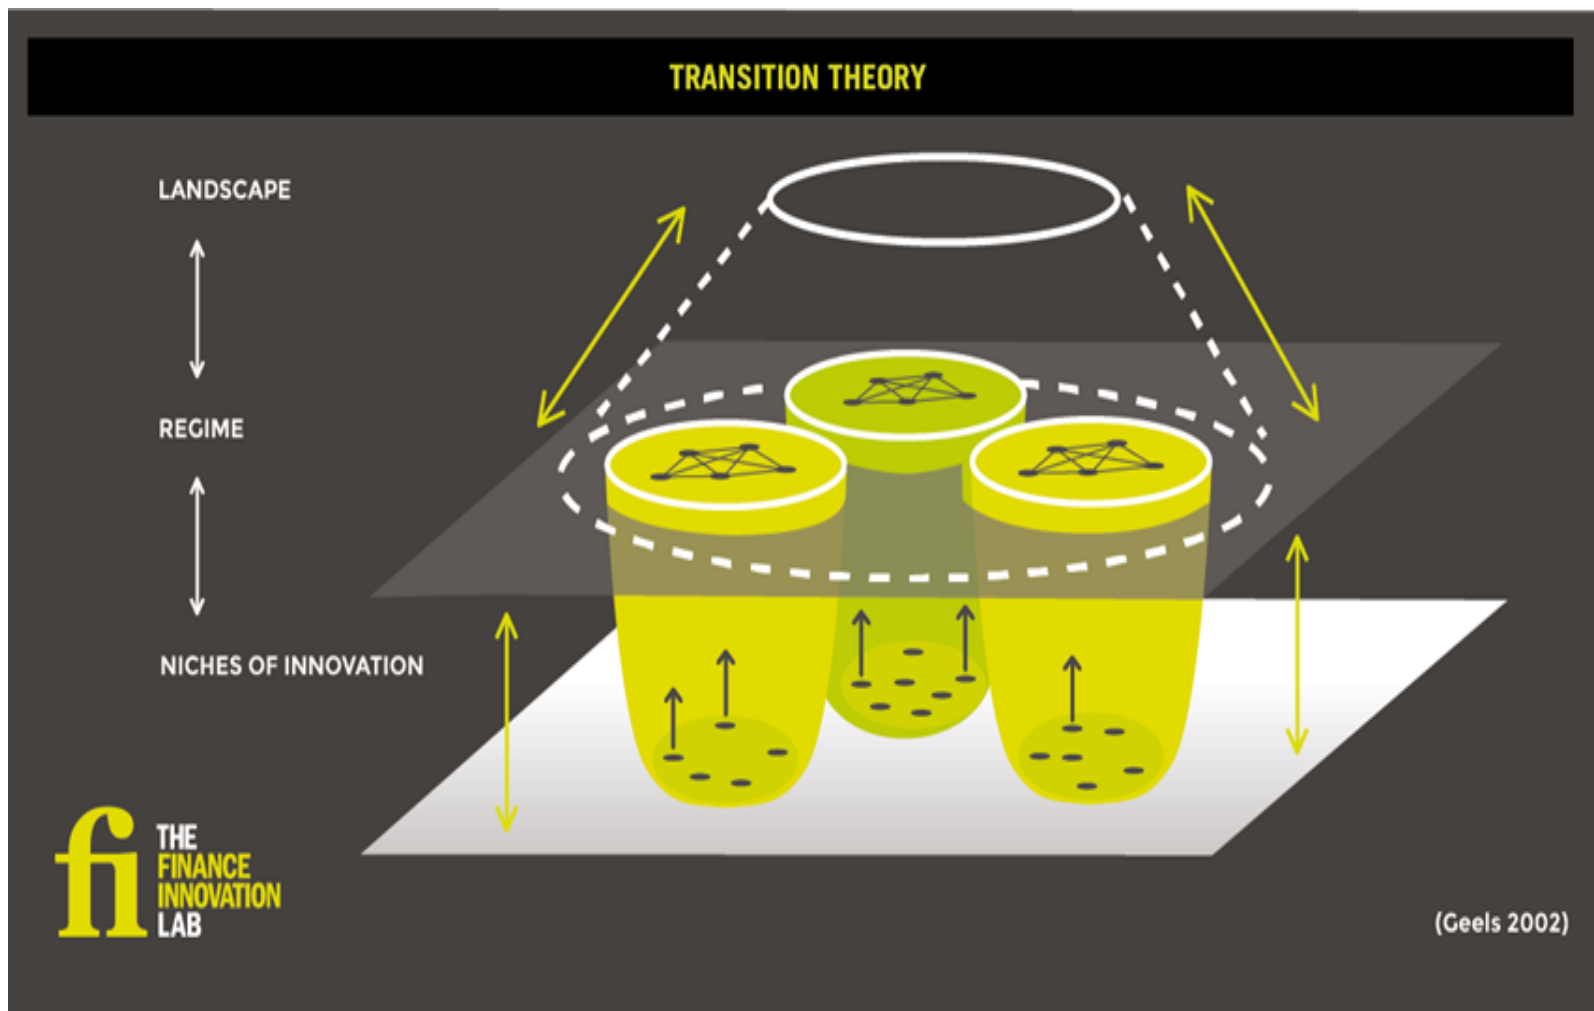 TRANSITION THEORY
LANDSCAPE
REGIME
NICHES OF INNOVATION
fi
THE
FINANCE
INNOVATION
LAB
(Geels 2002)